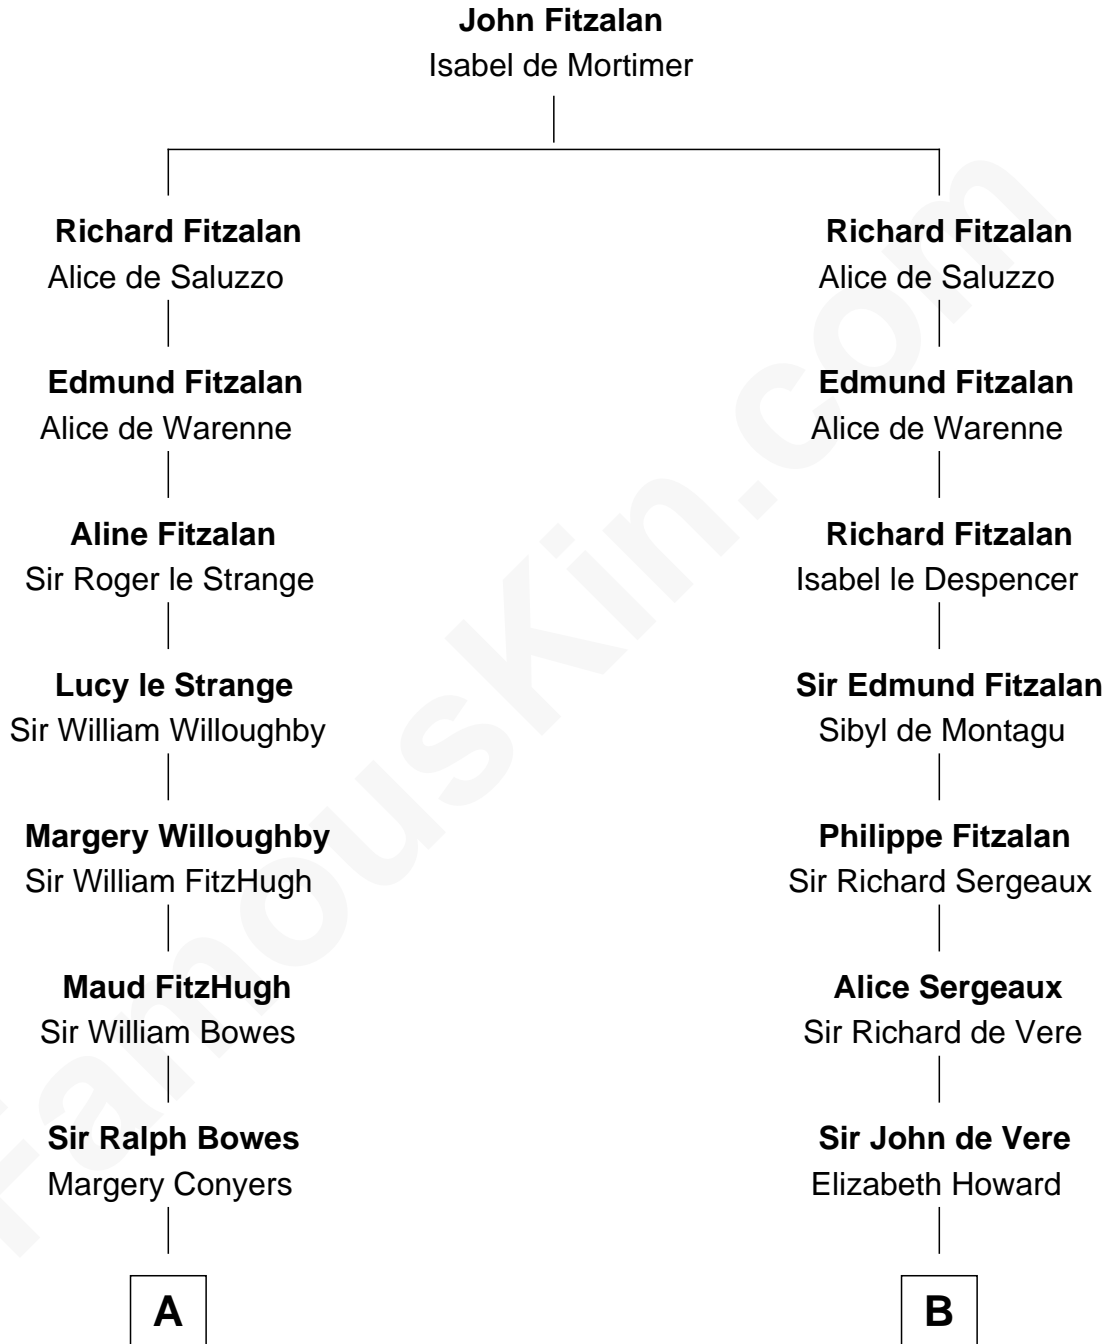 John Fitzalan
Isabel de Mortimer
Richard Fitzalan
Alice de Saluzzo
Edmund Fitzalan
Alice de Warenne
Aline Fitzalan
Sir Roger le Strange
Lucy le Strange
Sir William Willoughby
Margery Willoughby
Sir William FitzHugh
Maud FitzHugh
Sir William Bowes
Sir Ralph Bowes
Margery Conyers
A
Richard Fitzalan
Alice de Saluzzo
Edmund Fitzalan
Alice de Warenne
Richard Fitzalan
Isabel le Despencer
Sir Edmund Fitzalan
Sibyl de Montagu
Philippe Fitzalan
Sir Richard Sergeaux
Alice Sergeaux
Sir Richard de Vere
Sir John de Vere
Elizabeth Howard
B
FamousKin.com